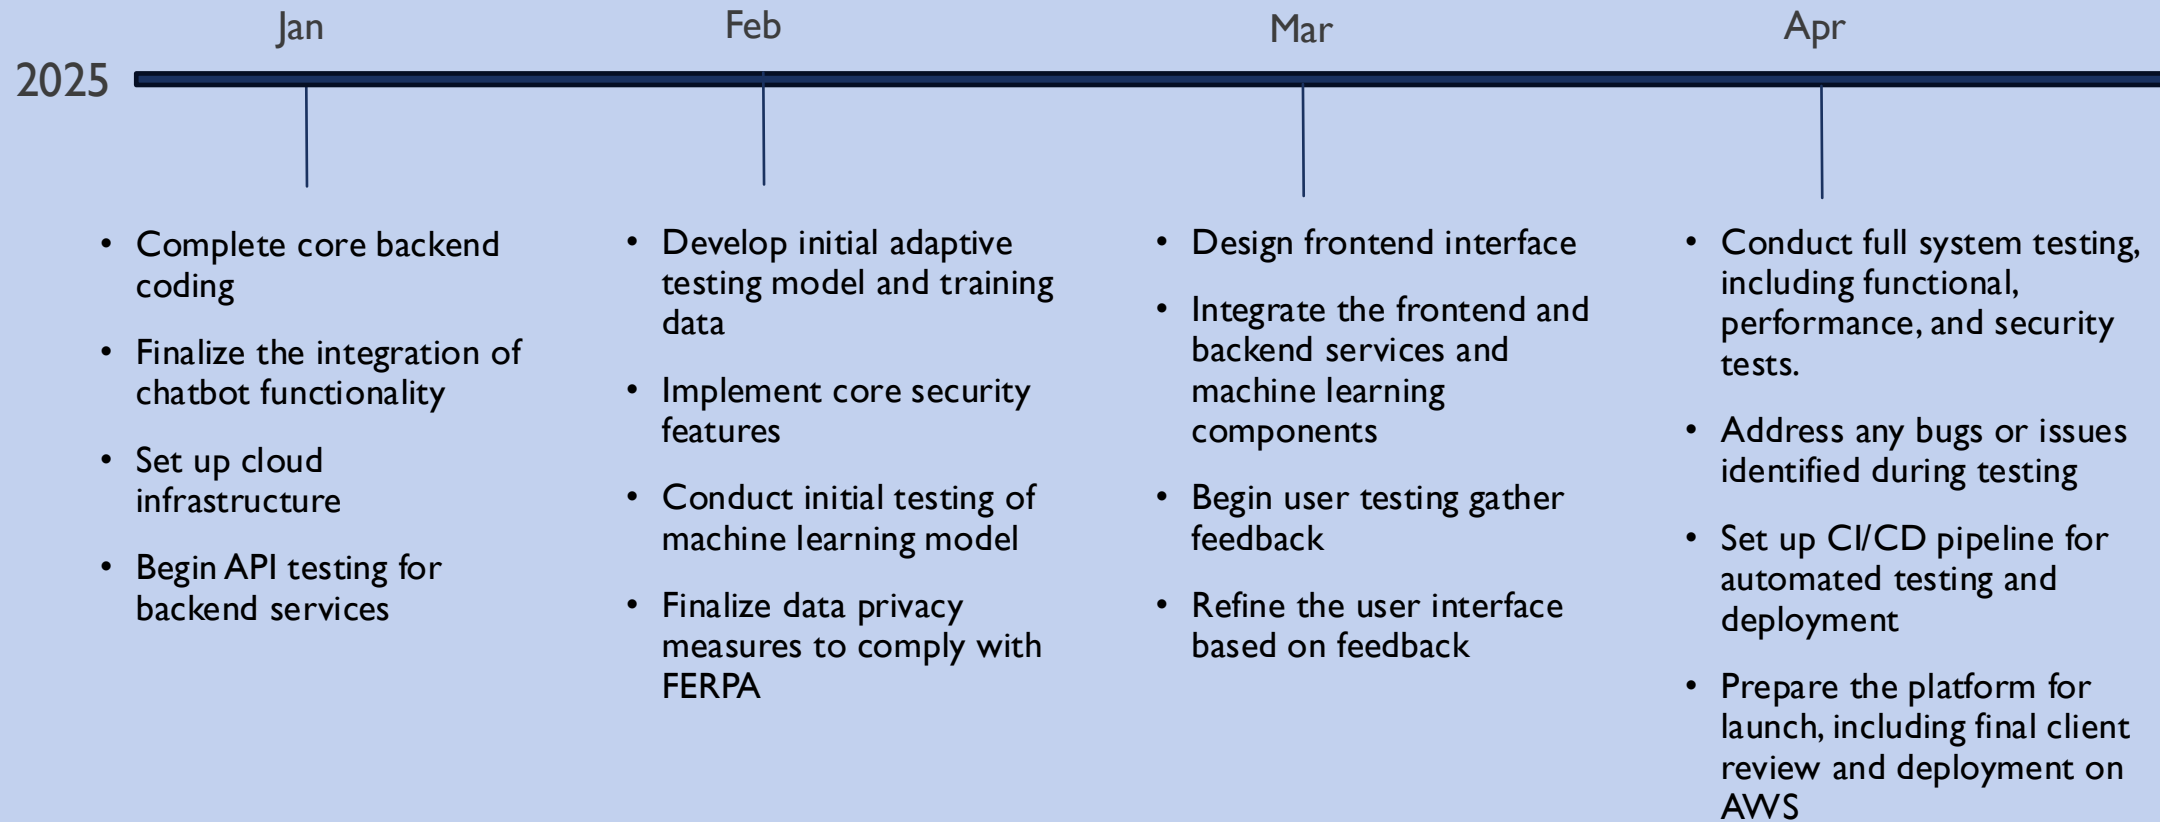 Jan
Feb
Mar
Apr
2025
• Complete core backend
coding
• Finalize the integration of
chatbot functionality
• Set up cloud
infrastructure
• Begin API testing for
backend services
• Develop initial adaptive
testing model and training
data
• Implement core security
features
• Conduct initial testing of
machine learning model
• Finalize data privacy
measures to comply with
FERPA
• Design frontend interface
• Integrate the frontend and
backend services and
machine learning
components
• Begin user testing gather
feedback
• Refine the user interface
based on feedback
• Conduct full system testing,
including functional,
performance, and security
tests.
• Address any bugs or issues
identified during testing
• Set up CI/CD pipeline for
automated testing and
deployment
• Prepare the platform for
launch, including final client
review and deployment on
AWS